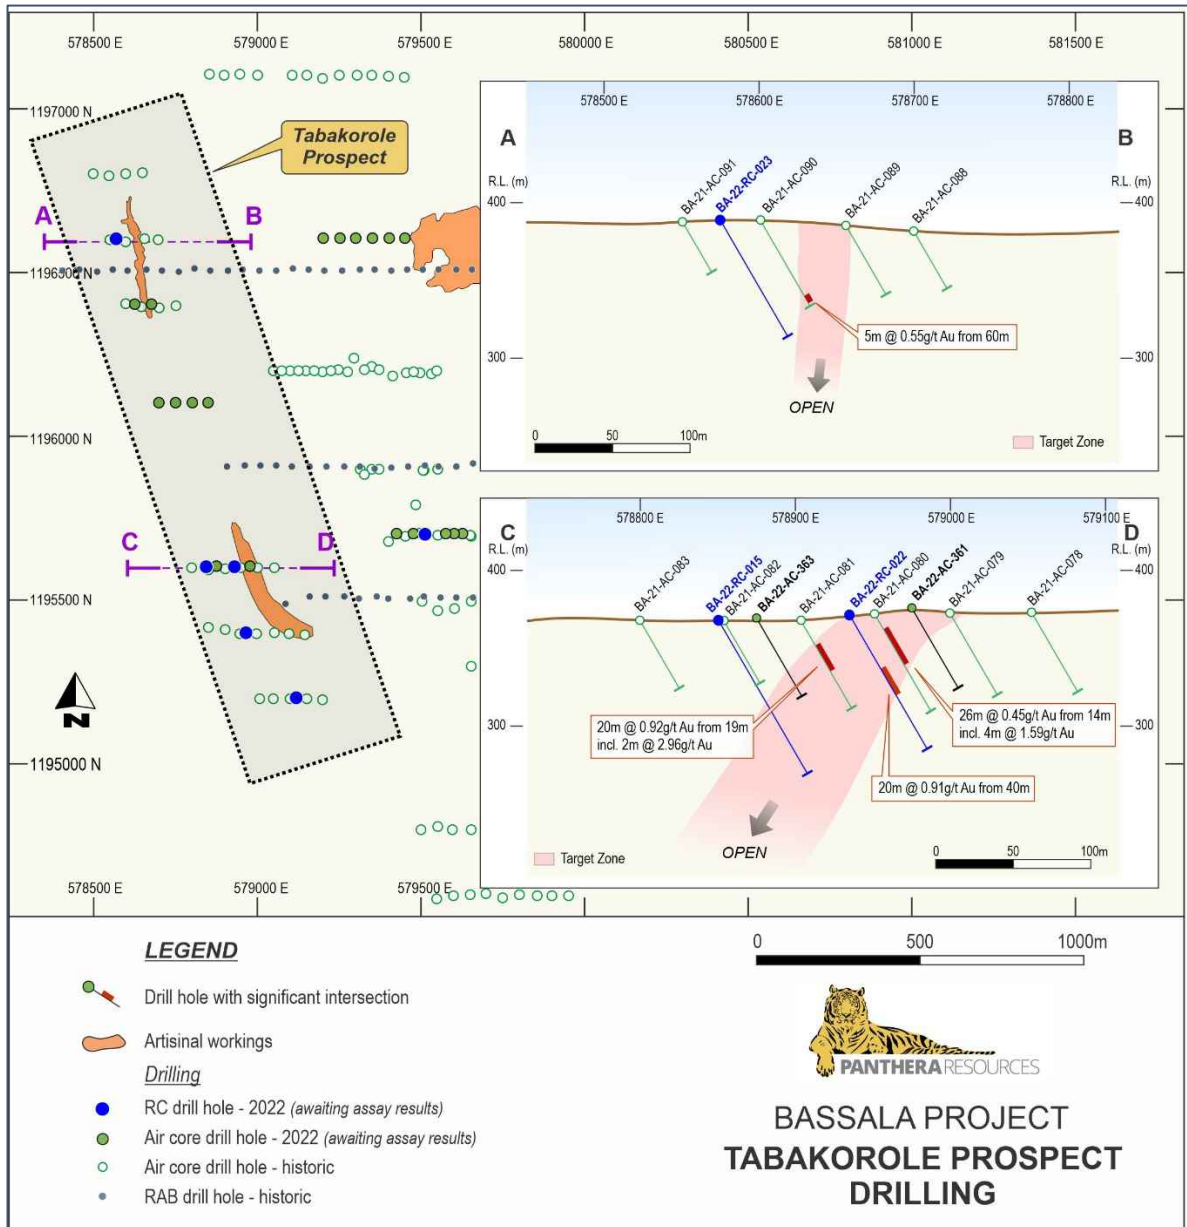 578500 E
579000 E
579500 E
580000 E
580500 E
581000 E
581500 E
1197000 N
1196500 N
1196000 N
1195500 N
1195000 N
Tabakorole
Prospect
A
B
C
D
N
578500 E
579000 E
579500 E
580000 E
580500 E
581000 E
581500 E
578500 E
578600 E
578700 E
578800 E
A
B
R.L. (m)
R.L. (m)
400
400
300
300
BA-21-AC-091
BA-22-RC-023
BA-21-AC-090
BA-21-AC-089
BA-21-AC-088
5m @ 0.55g/t Au from 60m
OPEN
0
50
100m
Target Zone
578800 E
578900 E
579000 E
579100 E
C
D
R.L. (m)
R.L. (m)
400
400
300
300
BA-21-AC-083
BA-22-RC-015
BA-21-AC-082
BA-22-AC-363
BA-21-AC-081
BA-22-RC-022
BA-21-AC-080
BA-22-AC-361
BA-21-AC-079
BA-21-AC-078
20m @ 0.92g/t Au from 19m
incl. 2m @ 2.96g/t Au
26m @ 0.45g/t Au from 14m
incl. 4m @ 1.59g/t Au
20m @ 0.91g/t Au from 40m
OPEN
Target Zone
0
50
100m
LEGEND
Drill hole with significant intersection
Artisinal workings
Drilling
RC drill hole - 2022 (awaiting assay results)
Air core drill hole - 2022 (awaiting assay results)
Air core drill hole - historic
RAB drill hole - historic
0
500
1000m
PANTHERA RESOURCES
BASSALA PROJECT
TABAKOROLE PROSPECT
DRILLING